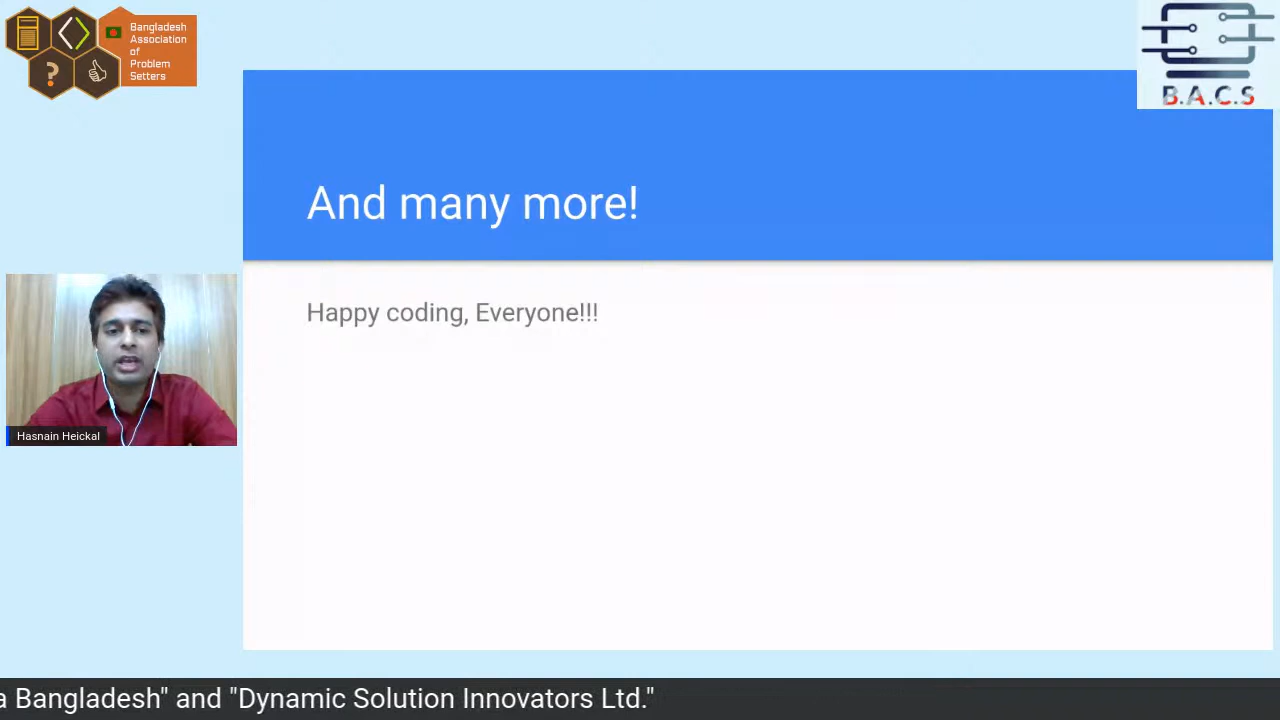 Bangladesh
Association
of
Problem
Setters
B.A.C.S
And many more!
Happy coding, Everyone!!!
Hasnain Heickal
a Bangladesh" and "Dynamic Solution Innovators Ltd."